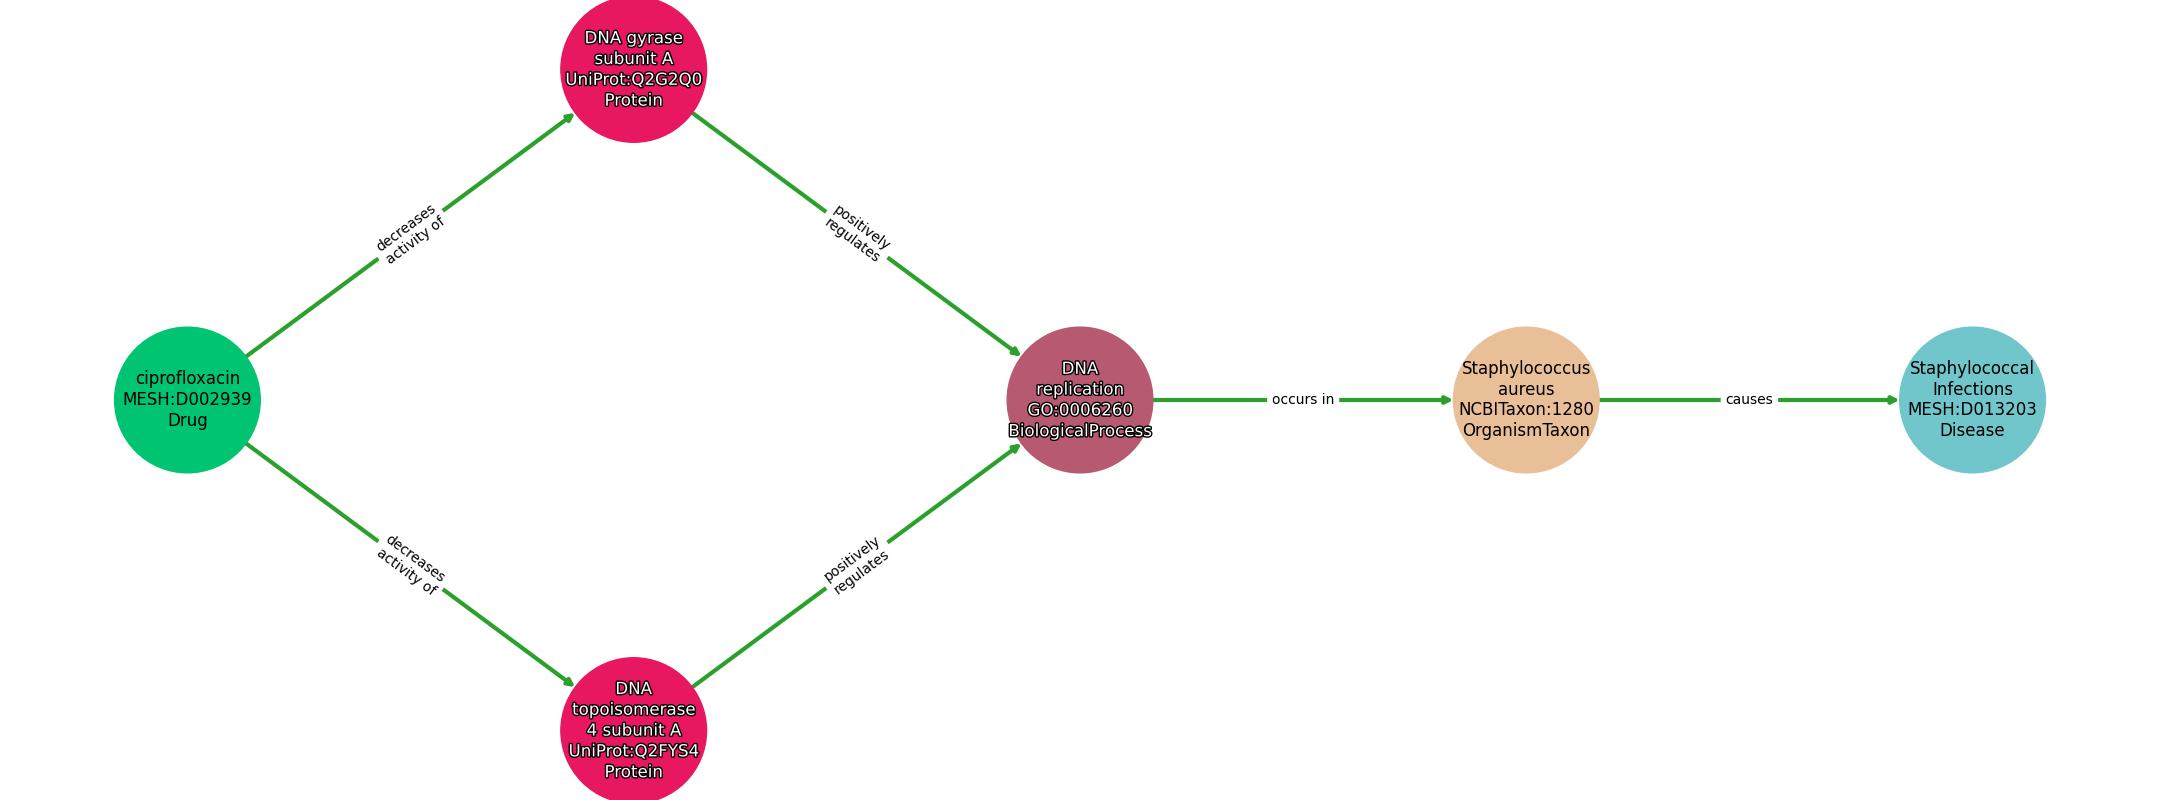 DNA gyrase
subunit A
UniProt:Q2G2Q0
Protein
decreases
activity of
positively
regulates
ciprofloxacin
MESH:D002939
Drug
DNA
replication
GO:0006260
BiologicalProcess
occurs in
Staphylococcus
aureus
NCBITaxon:1280
OrganismTaxon
causes
Staphylococcal
Infections
MESH:D013203
Disease
decreases
activity of
positively
regulates
DNA
topoisomerase
4 subunit A
UniProt:Q2FYS4
Protein